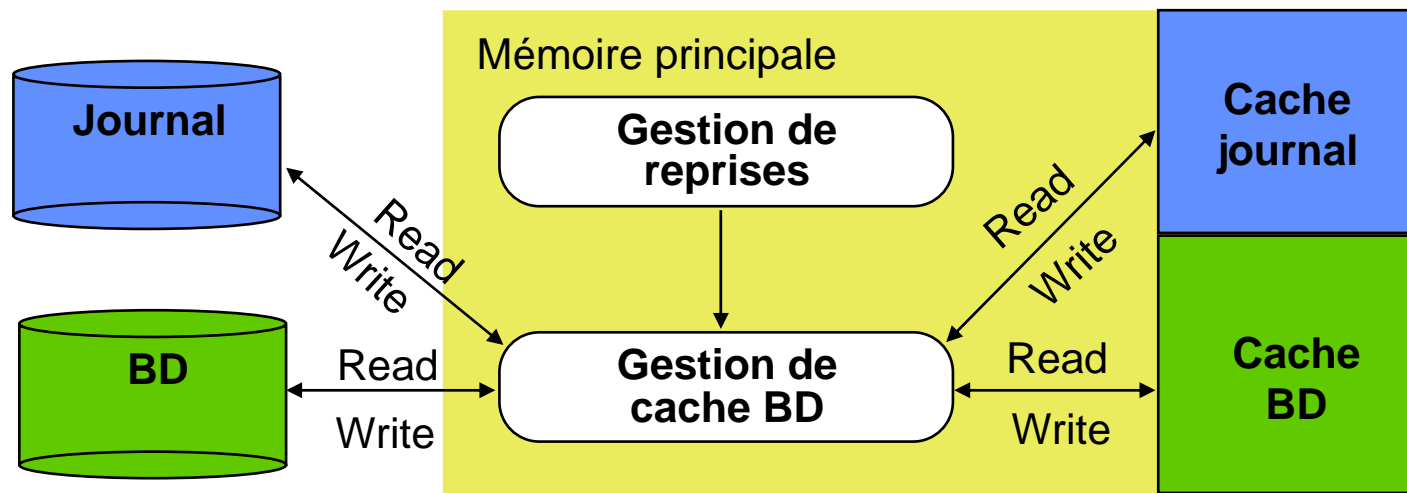 Mémoire principale
Journal
Gestion de
reprises
Cache
journal
Read
Write
Read
Write
BD
Read
Write
Gestion de
cache BD
Read
Write
Cache
BD